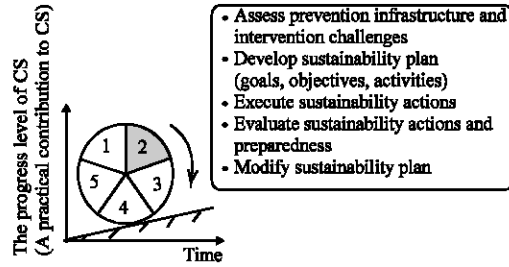 • Assess prevention infrastructure and
intervention challenges
• Develop sustainability plan
(goals, objectives, activities)
• Execute sustainability actions
• Evaluate sustainability actions and
preparedness
• Modify sustainability plan
The progress level of CS
(A practical contribution to CS)
1
2
5
3
4
Time